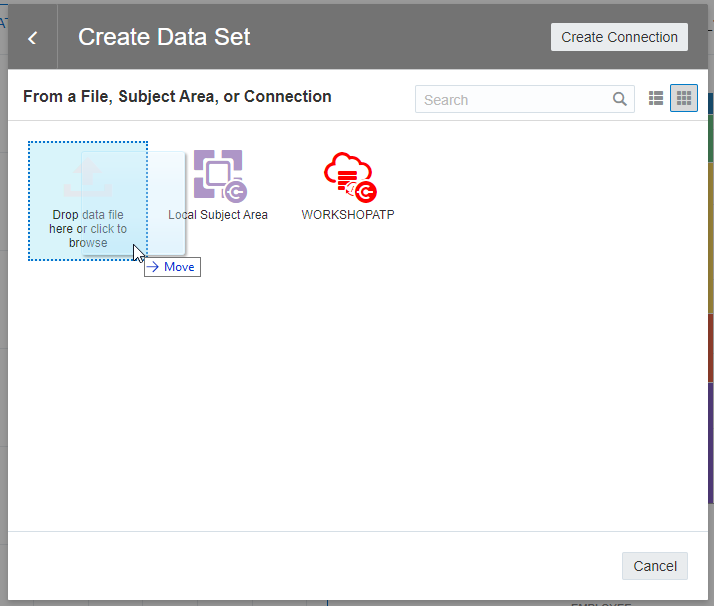 Create Data Set
Create Connection
From a File, Subject Area, or Connection
Search
Drop data file
here or click to
browse
Local Subject Area
WORKSHOPATP
Move
Cancel